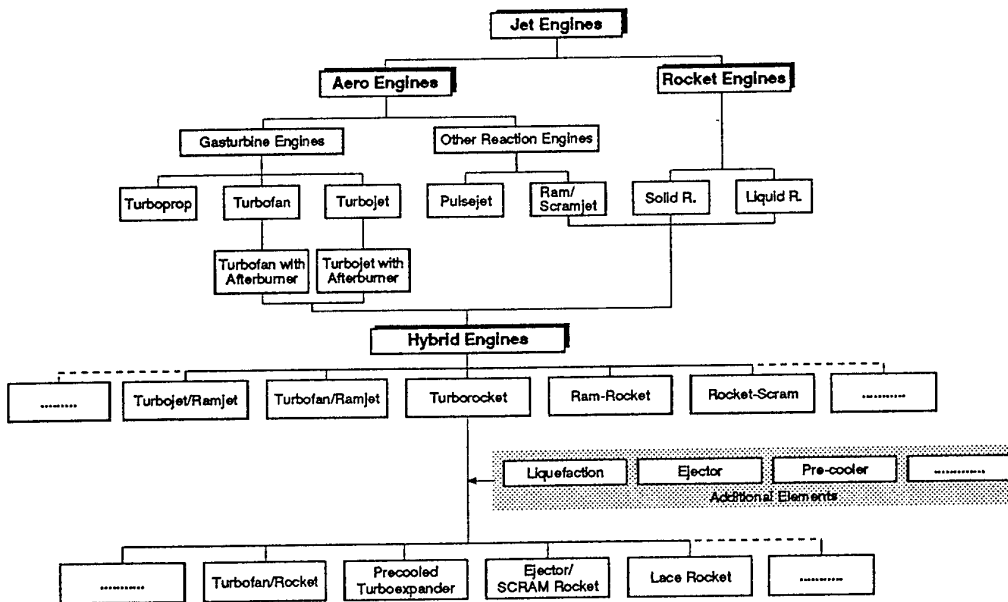 Jet Engines
Aero Engines
Rocket Engines
Gasturbine Engines
Other Reaction Engines
Turboprop
Turbofan
Turbojet
Pulsejet
Ram/
Scramjet
Solid R.
Liquid R.
Turbofan with
Afterburner
Turbojet with
Afterburner
Hybrid Engines
..........
Turbojet/Ramjet
Turbofan/Ramjet
Turborocket
Ram-Rocket
Rocket-Scram
...........
Liquefaction
Ejector
Pre-cooler
.............
Additional Elements
...........
Turbofan/Rocket
Precooled
Turboexpander
Ejector/
SCRAM Rocket
Lace Rocket
...........